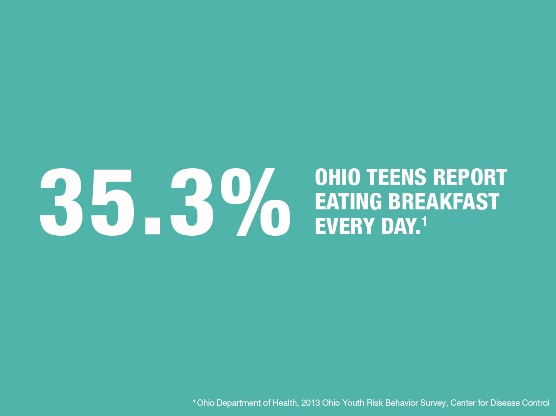 35.3%
OHIO TEENS REPORT
EATING BREAKFAST
EVERY DAY.¹
¹ Ohio Department of Health, 2013 Ohio Youth Risk Behavior Survey, Center for Disease Control